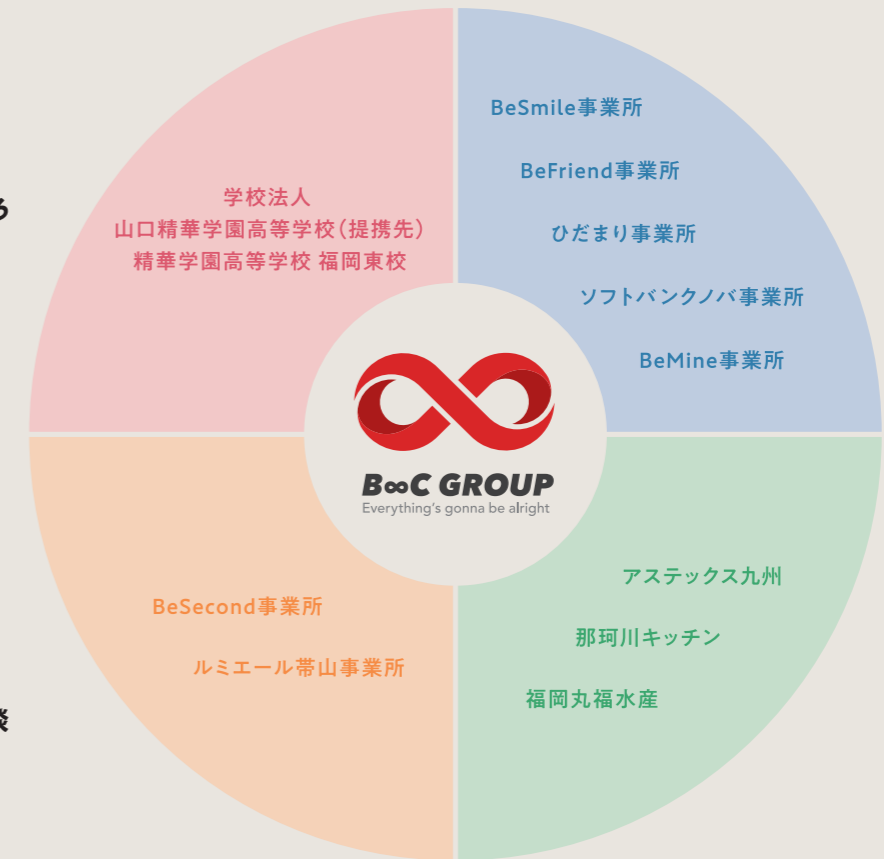 学校法人
山口精華学園高等学校(提携先)
精華学園高等学校 福岡東校
BeSmile事業所
BeFriend事業所
ひだまり事業所
ソフトバンクノバ事業所
BeMine事業所
B∞C GROUP
Everything's gonna be alright
BeSecond事業所
ルミエール帯山事業所
アステックス九州
那珂川キッチン
福岡丸福水産